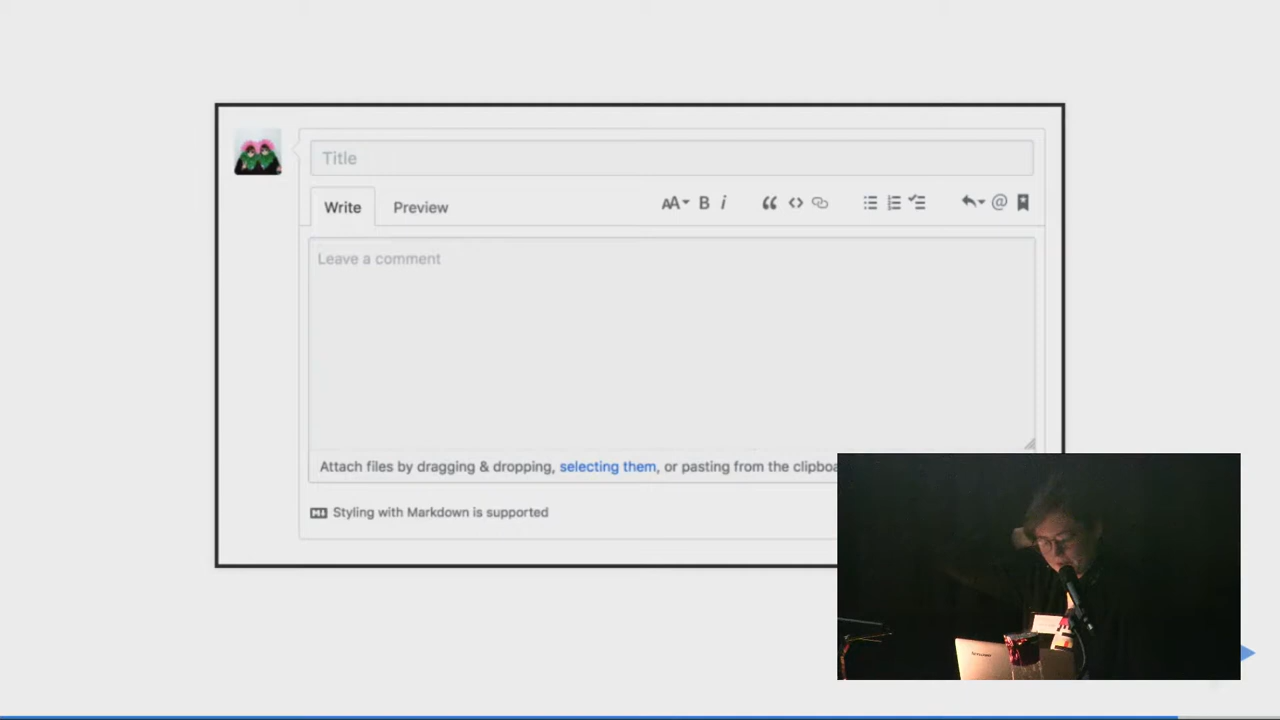 Title
Write Preview AA B i @
Leave a comment
Attach files by dragging & dropping, selecting them, or pasting from the
Styling with Markdown is supported